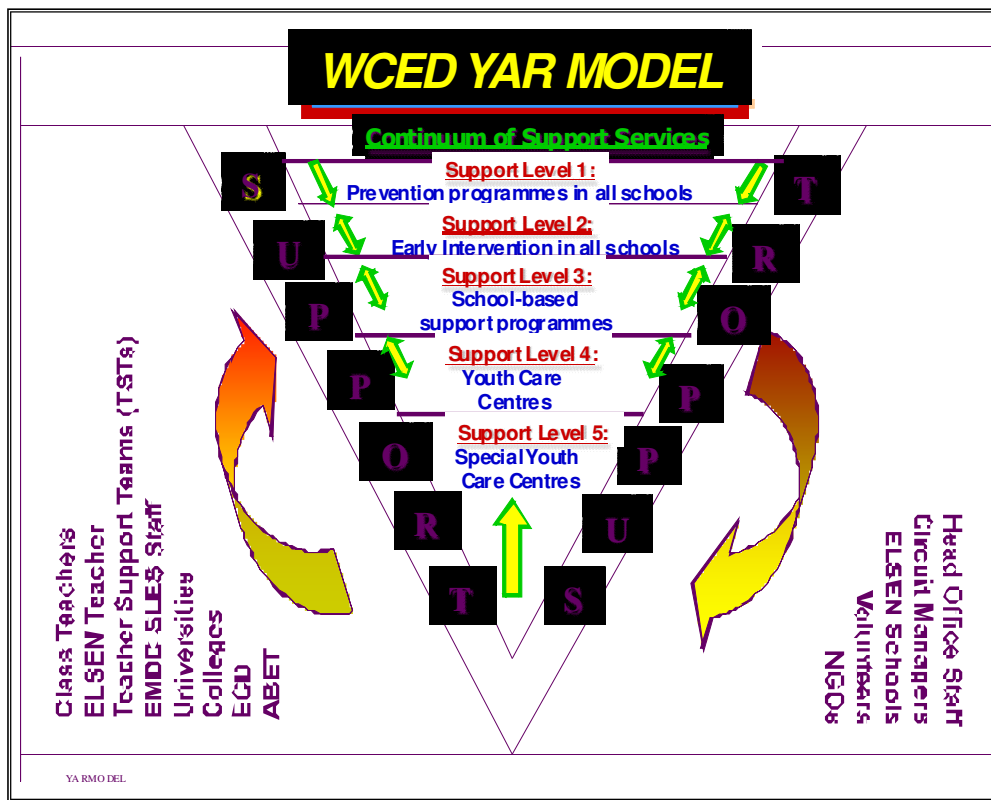 WCED YAR MODEL
Continuum of Support Services
Support Level 1:
Prevention programmes in all schools
Support Level 2:
Early Intervention in all schools
Support Level 3:
School-based
support programmes
Support Level 4:
Youth Care
Centres
Support Level 5:
Special Youth
Care Centres
SUPPORT
SUPPORT
Class Teachers
ELSEN Teacher
Teacher Support Teams (TSTs)
EMDC SLES Staff
Universities
Colleges
ECD
ABET
Head Office Staff
Circuit Managers
ELSEN Schools
Volunteers
NGOs
YARMODEL